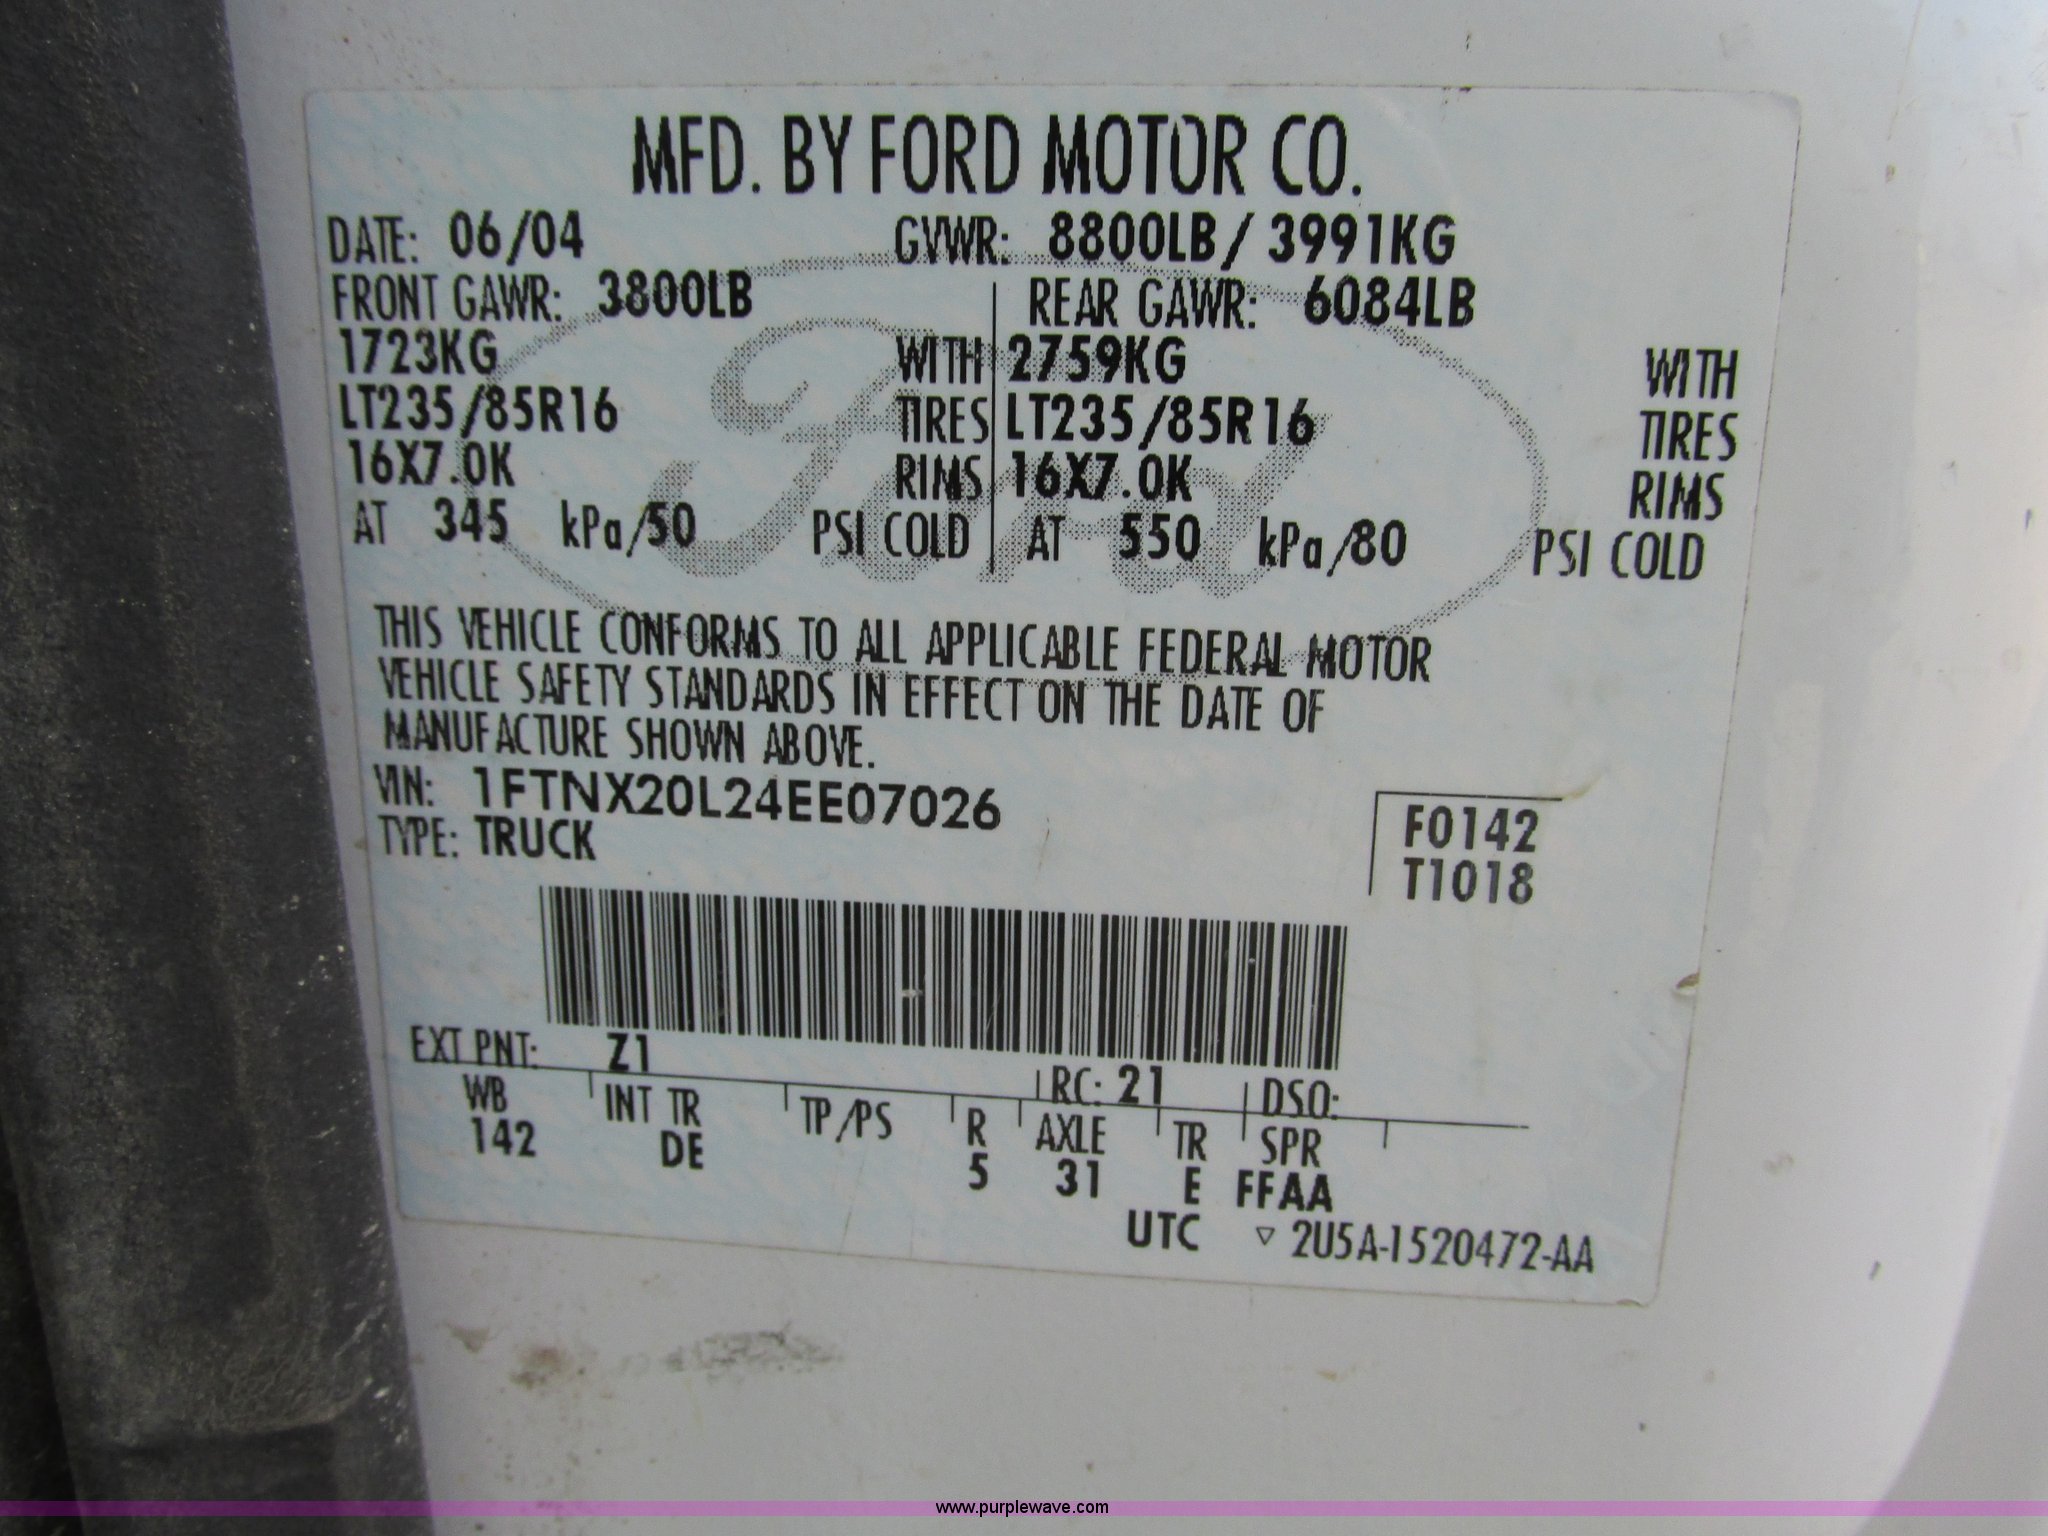 MFD. BY FORD MOTOR CO.
DATE: 06/04 GVWR: 8800LB/ 3991KG
FRONT GAWR: 3800LB REAR GAWR: 6084LB
1723KG WITH 2759KG WITH
LT235/85R16 TIRES LT235/85R16 TIRES
16X7.0K RIMS 16X7.0K RIMS
AT 345 kPa/50 PSI COLD AT 550 kPa/80 PSI COLD
Ford
THIS VEHICLE CONFORMS TO ALL APPLICABLE FEDERAL MOTOR
VEHICLE SAFETY STANDARDS IN EFFECT ON THE DATE OF
MANUFACTURE SHOWN ABOVE.
VIN: 1FTNX20L24EE07026
TYPE: TRUCK
F0142
T1018
EXT PNT: Z1 RC: 21 DSO:
WB INT TR TP/PS R AXLE TR SPR
142 DE 5 31 E FFAA
UTC ▽ 2U5A-1520472-AA
www.purplewave.com